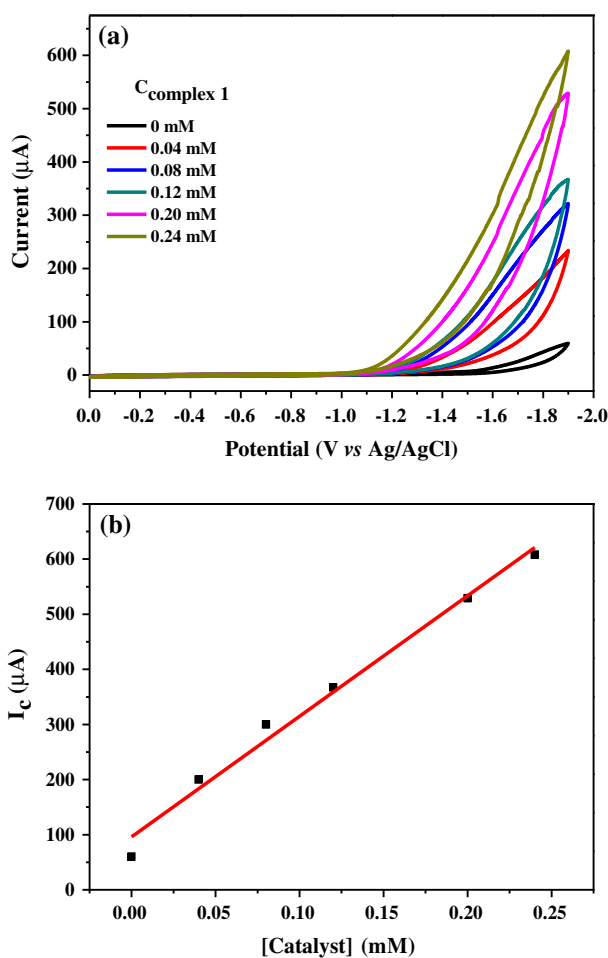 (a)
600
500
400
300
200
100
0
Current (μA)
C complex 1
0 mM
0.04 mM
0.08 mM
0.12 mM
0.20 mM
0.24 mM
0.0 -0.2 -0.4 -0.6 -0.8 -1.0 -1.2 -1.4 -1.6 -1.8 -2.0
Potential (V vs Ag/AgCl)
(b)
700
600
500
400
300
200
100
0
Ic (μA)
0.00 0.05 0.10 0.15 0.20 0.25
[Catalyst] (mM)